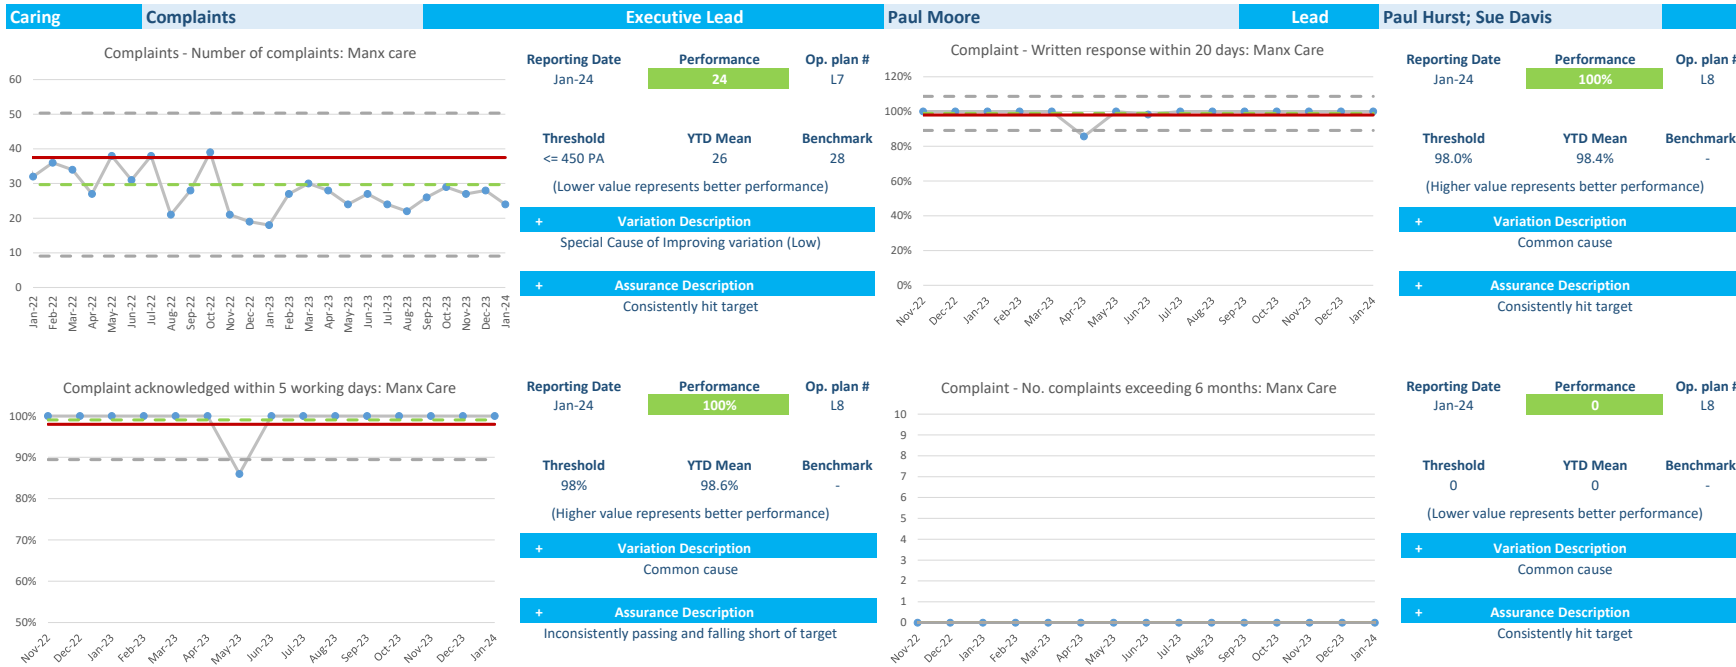 Caring Complaints Executive Lead Paul Moore Lead Paul Hurst; Sue Davis
Complaints - Number of complaints: Manx care
60
50
40
30
20
10
0
Jan-22 Feb-22 Mar-22 Apr-22 May-22 Jun-22 Jul-22 Aug-22 Sep-22 Oct-22 Nov-22 Dec-22 Jan-23 Feb-23 Mar-23 Apr-23 May-23 Jun-23 Jul-23 Aug-23 Sep-23 Oct-23 Nov-23 Dec-23 Jan-24
Reporting Date Performance Op. plan #
Jan-24 24 L7
Threshold YTD Mean Benchmark
<= 450 PA 26 28
(Lower value represents better performance)
+ Variation Description
Special Cause of Improving variation (Low)
+ Assurance Description
Consistently hit target
Complaint - Written response within 20 days: Manx Care
120%
100%
80%
60%
40%
20%
0%
Nov-22 Dec-22 Jan-23 Feb-23 Mar-23 Apr-23 May-23 Jun-23 Jul-23 Aug-23 Sep-23 Oct-23 Nov-23 Dec-23 Jan-24
Reporting Date Performance Op. plan #
Jan-24 100% L8
Threshold YTD Mean Benchmark
98.0% 98.4% -
(Higher value represents better performance)
+ Variation Description
Common cause
+ Assurance Description
Consistently hit target
Complaint acknowledged within 5 working days: Manx Care
100%
90%
80%
70%
60%
50%
Nov-22 Dec-22 Jan-23 Feb-23 Mar-23 Apr-23 May-23 Jun-23 Jul-23 Aug-23 Sep-23 Oct-23 Nov-23 Dec-23 Jan-24
Reporting Date Performance Op. plan #
Jan-24 100% L8
Threshold YTD Mean Benchmark
98% 98.6% -
(Higher value represents better performance)
+ Variation Description
Common cause
+ Assurance Description
Inconsistently passing and falling short of target
Complaint - No. complaints exceeding 6 months: Manx Care
10
9
8
7
6
5
4
3
2
1
0
Nov-22 Dec-22 Jan-23 Feb-23 Mar-23 Apr-23 May-23 Jun-23 Jul-23 Aug-23 Sep-23 Oct-23 Nov-23 Dec-23 Jan-24
Reporting Date Performance Op. plan #
Jan-24 0 L8
Threshold YTD Mean Benchmark
0 0 -
(Lower value represents better performance)
+ Variation Description
Common cause
+ Assurance Description
Consistently hit target